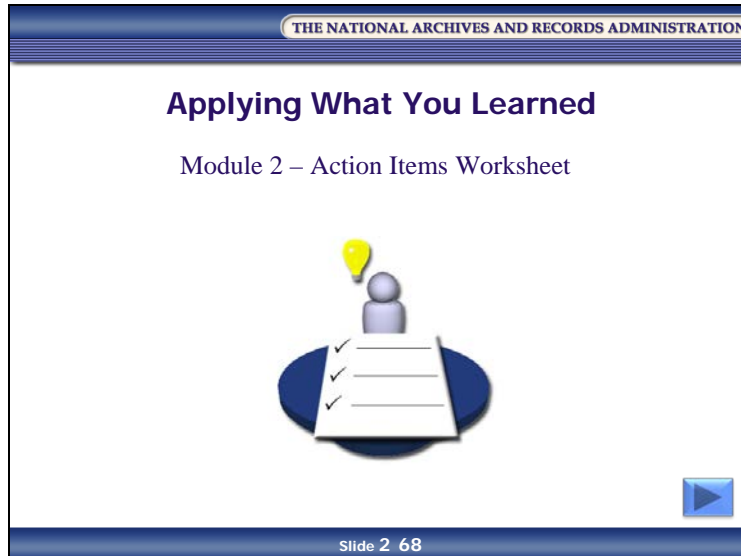 THE NATIONAL ARCHIVES AND RECORDS ADMINISTRATION
Applying What You Learned
Module 2 – Action Items Worksheet
Slide 2 68